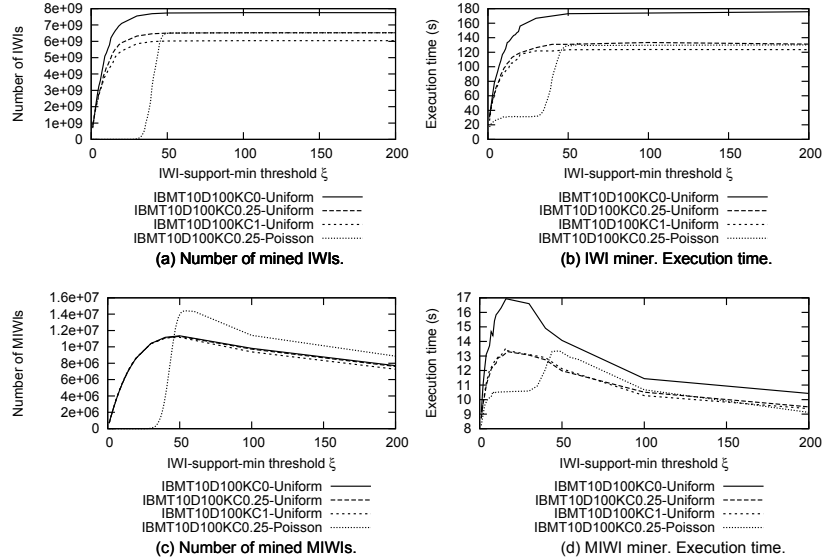 9e+09
8e+09
7e+09
6e+09
5e+09
4e+09
3e+09
2e+09
1e+09
0
Number of IWIs
0 50 100 150 200
IWI-support-min threshold ξ
IBMT10D100KC0-Uniform
IBMT10D100KC0.25-Uniform
IBMT10D100KC1-Uniform
IBMT10D100KC0.25-Poisson
(a) Number of mined IWIs.
180
160
140
120
100
80
60
40
20
0
Execution time (s)
0 50 100 150 200
IWI-support-min threshold ξ
IBMT10D100KC0-Uniform
IBMT10D100KC0.25-Uniform
IBMT10D100KC1-Uniform
IBMT10D100KC0.25-Poisson
(b) IWI miner. Execution time.
1.6e+07
1.4e+07
1.2e+07
1e+07
8e+06
6e+06
4e+06
2e+06
0
Number of MIWIs
0 50 100 150 200
IWI-support-min threshold ξ
IBMT10D100KC0-Uniform
IBMT10D100KC0.25-Uniform
IBMT10D100KC1-Uniform
IBMT10D100KC0.25-Poisson
(c) Number of mined MIWIs.
17
16
15
14
13
12
11
10
9
8
Execution time (s)
0 50 100 150 200
IWI-support-min threshold ξ
IBMT10D100KC0-Uniform
IBMT10D100KC0.25-Uniform
IBMT10D100KC1-Uniform
IBMT10D100KC0.25-Poisson
(d) MIWI miner. Execution time.